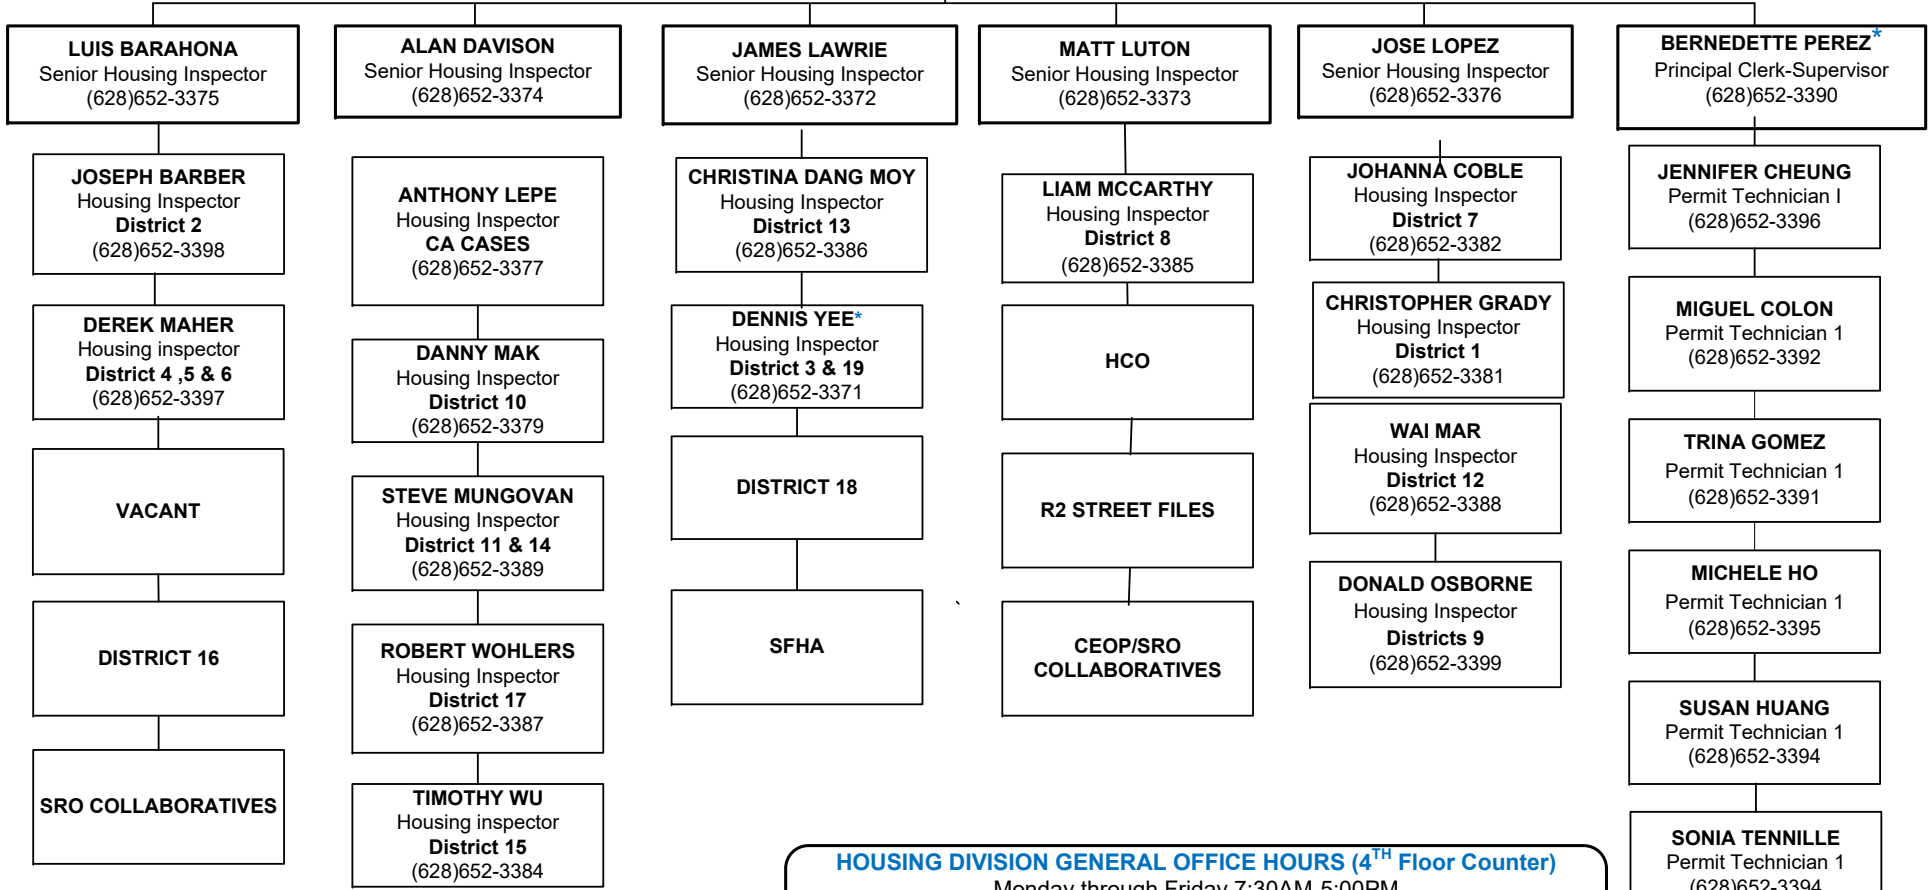 LUIS BARAHONA
Senior Housing Inspector
(628)652-3375
JOSEPH BARBER
Housing Inspector
District 2
(628)652-3398
DEREK MAHER
Housing inspector
District 4 ,5 & 6
(628)652-3397
VACANT
DISTRICT 16
SRO COLLABORATIVES
ALAN DAVISON
Senior Housing Inspector
(628)652-3374
ANTHONY LEPE
Housing Inspector
CA CASES
(628)652-3377
DANNY MAK
Housing Inspector
District 10
(628)652-3379
STEVE MUNGOVAN
Housing Inspector
District 11 & 14
(628)652-3389
ROBERT WOHLERS
Housing Inspector
District 17
(628)652-3387
TIMOTHY WU
Housing inspector
District 15
(628)652-3384
JAMES LAWRIE
Senior Housing Inspector
(628)652-3372
CHRISTINA DANG MOY
Housing Inspector
District 13
(628)652-3386
DENNIS YEE*
Housing Inspector
District 3 & 19
(628)652-3371
DISTRICT 18
SFHA
MATT LUTON
Senior Housing Inspector
(628)652-3373
LIAM MCCARTHY
Housing Inspector
District 8
(628)652-3385
HCO
R2 STREET FILES
CEOP/SRO
COLLABORATIVES
JOSE LOPEZ
Senior Housing Inspector
(628)652-3376
JOHANNA COBLE
Housing Inspector
District 7
(628)652-3382
CHRISTOPHER GRADY
Housing Inspector
District 1
(628)652-3381
WAI MAR
Housing Inspector
District 12
(628)652-3388
DONALD OSBORNE
Housing Inspector
Districts 9
(628)652-3399
BERNEDETTE PEREZ*
Principal Clerk-Supervisor
(628)652-3390
JENNIFER CHEUNG
Permit Technician I
(628)652-3396
MIGUEL COLON
Permit Technician 1
(628)652-3392
TRINA GOMEZ
Permit Technician 1
(628)652-3391
MICHELE HO
Permit Technician 1
(628)652-3395
SUSAN HUANG
Permit Technician 1
(628)652-3394
SONIA TENNILLE
Permit Technician 1
(628)652-3394
`
HOUSING DIVISION GENERAL OFFICE HOURS (4TH Floor Counter)
Monday through Friday 7:30AM-5:00PM